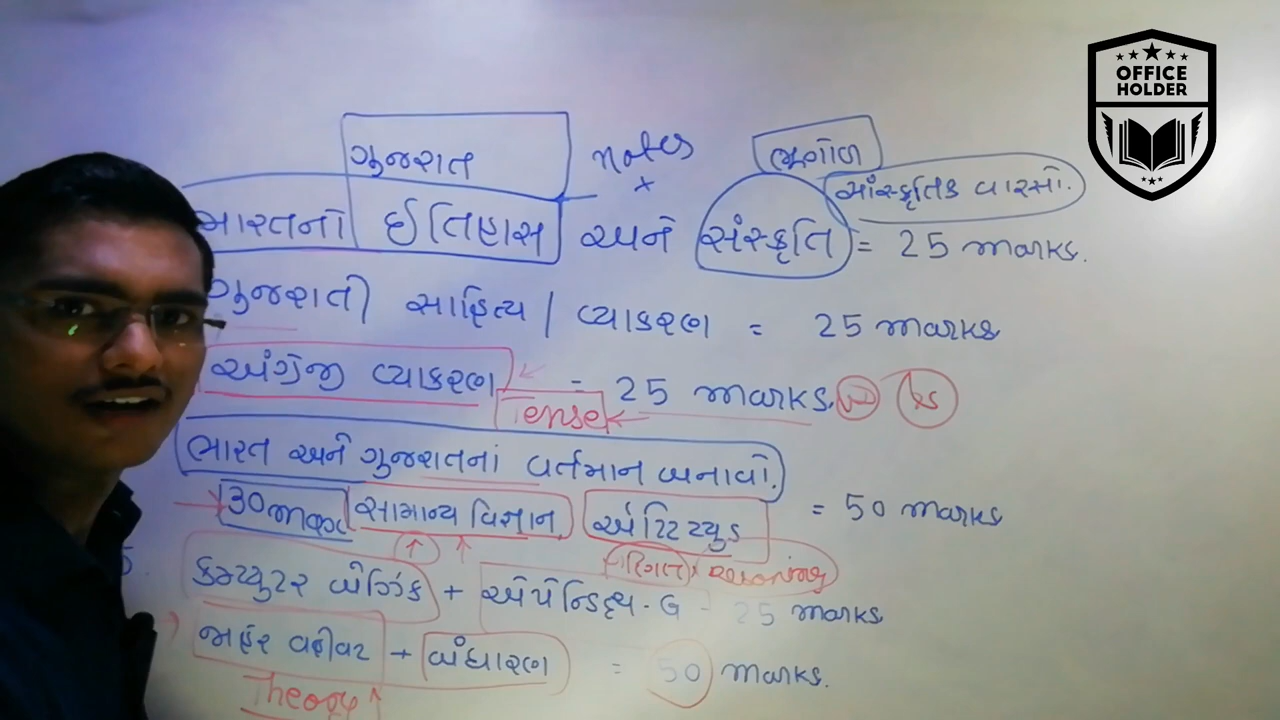 OFFICE
HOLDER
ગુજરાત notes ભૂગોળ
સાંસ્કૃતિક વારસો.
ભારતનો ઈતિહાસ અને સંસ્કૃતિ = 25 marks.
ગુજરાતી સાહિત્ય / વ્યાકરણ = 25 marks
અંગ્રેજી વ્યાકરણ = 25 marks.
Tense
ભારત અને ગુજરાતનાં વર્તમાન બનાવો.
30 માર્ક સામાન્ય વિજ્ઞાન એટિટ્યુડ = 50 marks
Reasoning
5. કમ્પ્યુટર બેઝિક + એપેન્ડિક્ષ - G - 25 marks
જાહેર વહીવટ + બંધારણ = 50 marks.
Theory